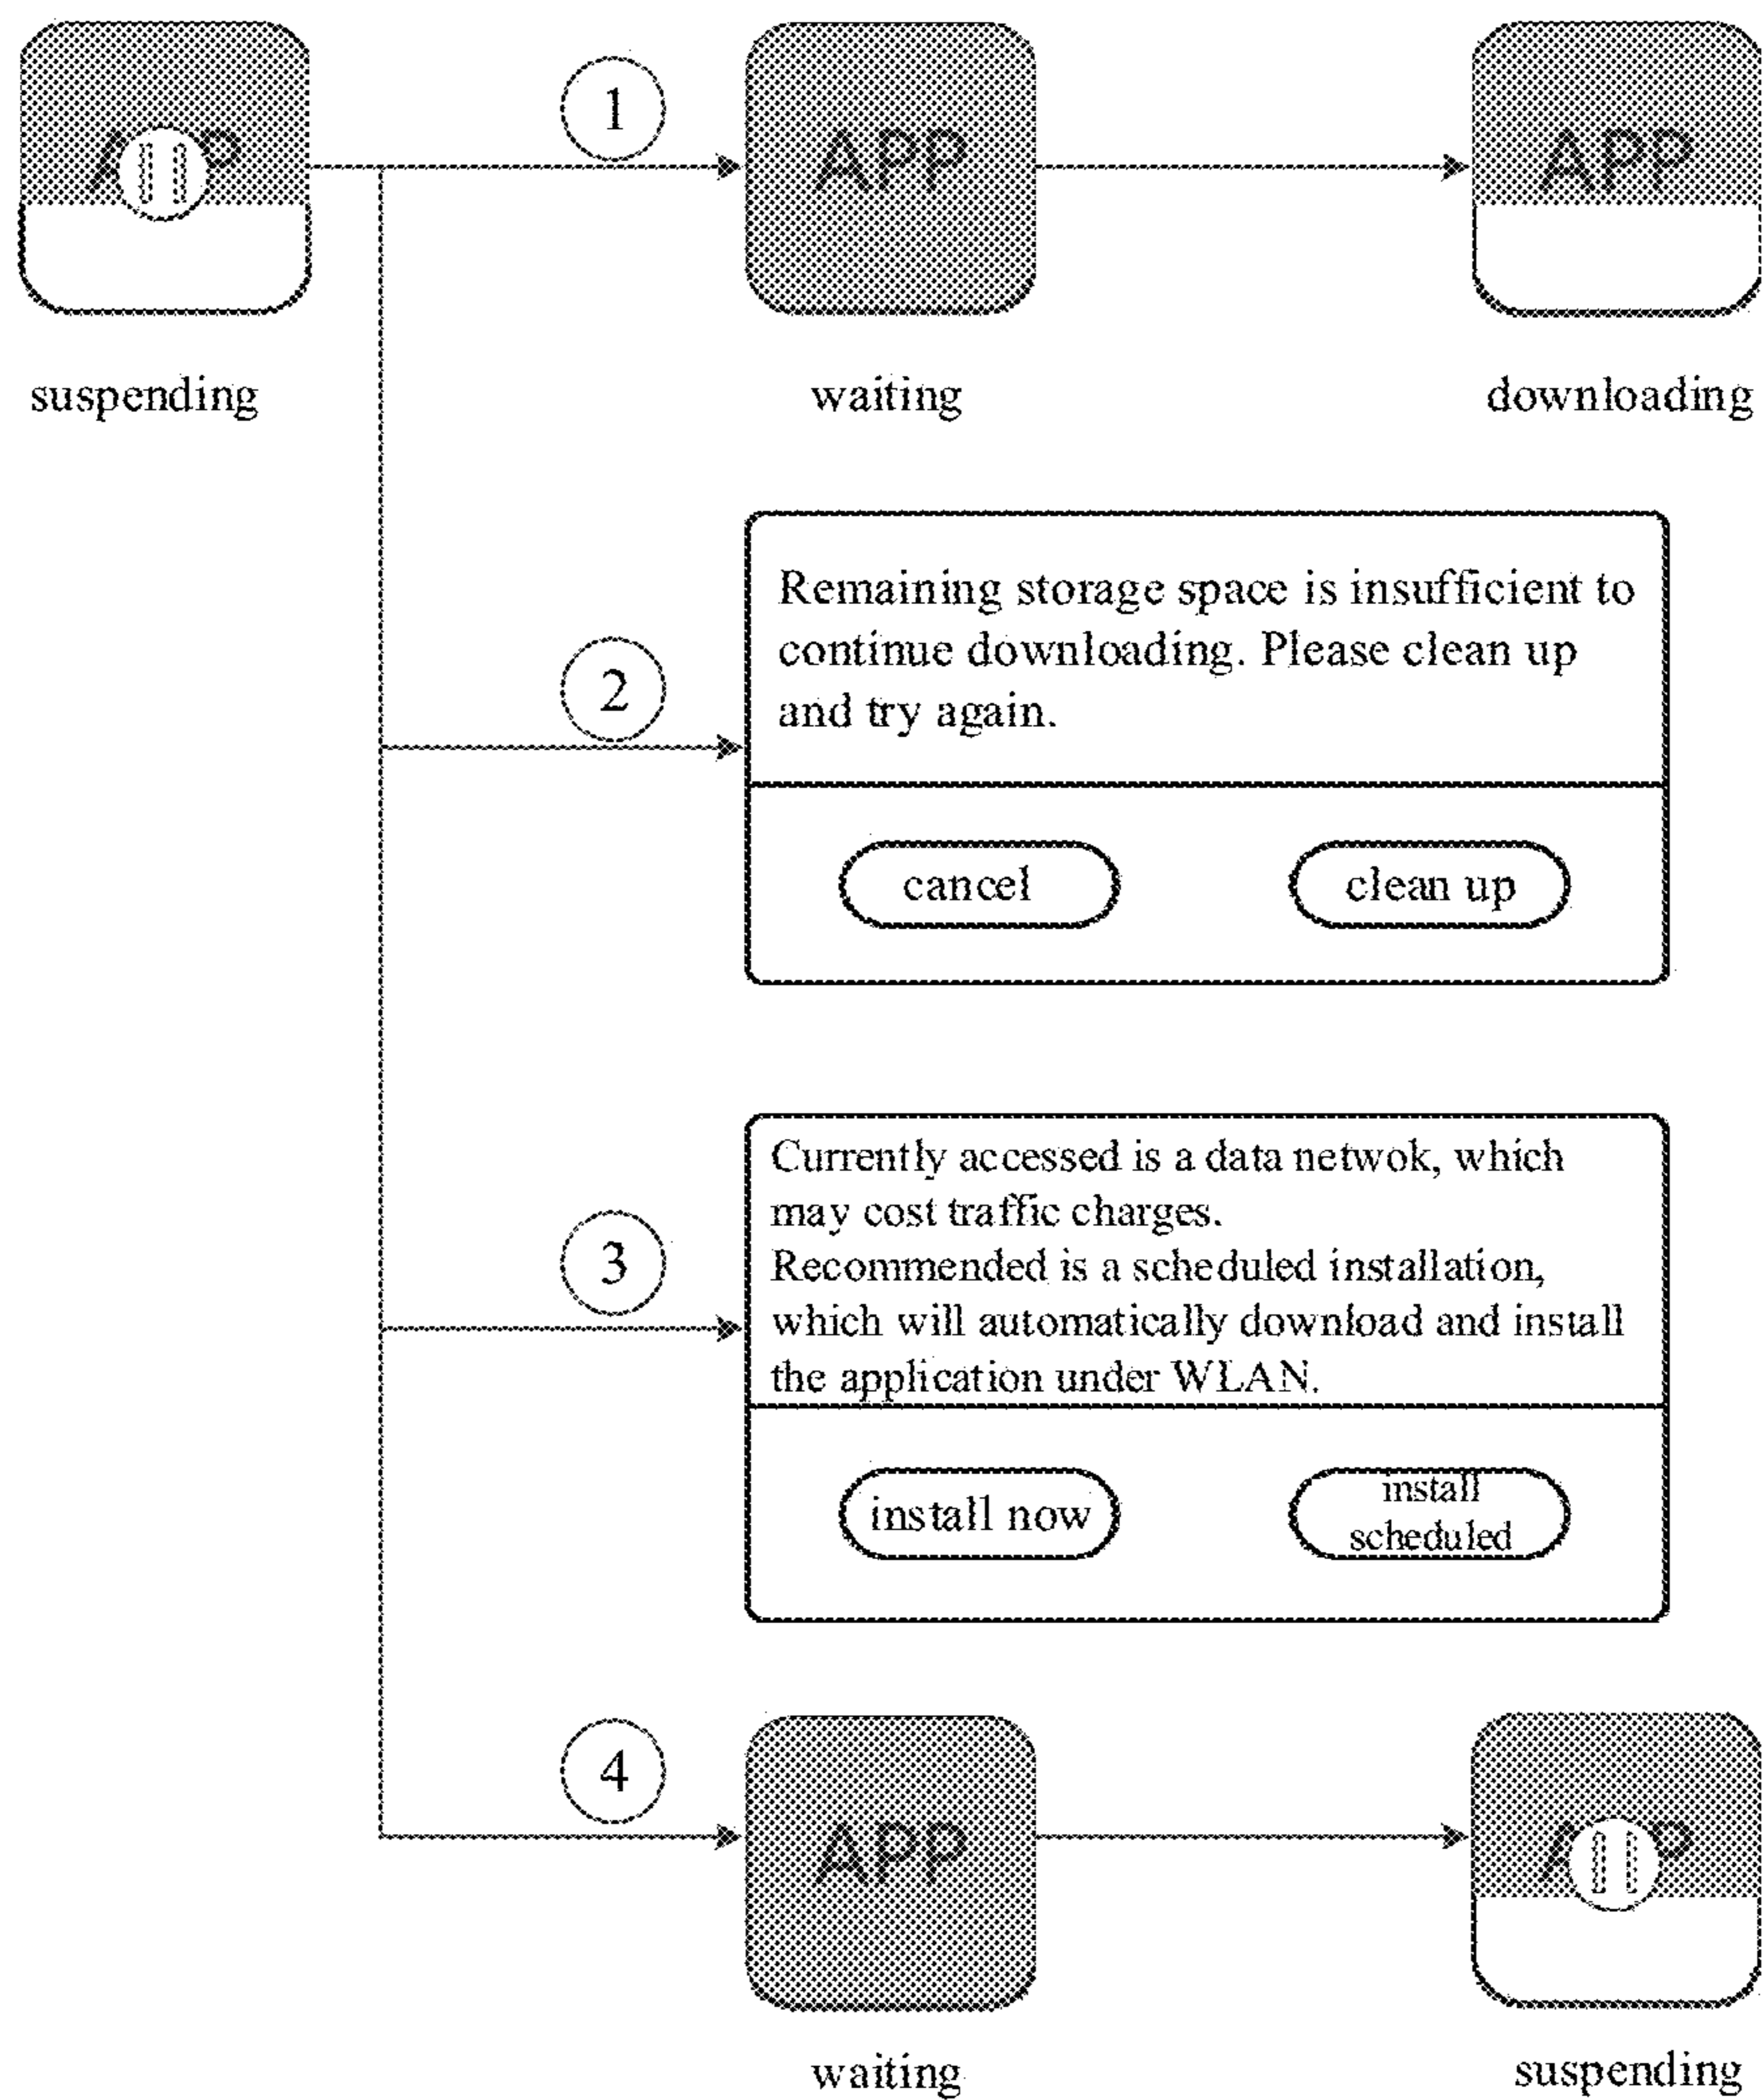 APP
1
APP
APP
suspending
waiting
downloading
2
Remaining storage space is insufficient to
continue downloading. Please clean up
and try again.
cancel
clean up
3
Currently accessed is a data netwok, which
may cost traffic charges.
Recommended is a scheduled installation,
which will automatically download and install
the application under WLAN.
install now
install
scheduled
4
APP
APP
waiting
suspending